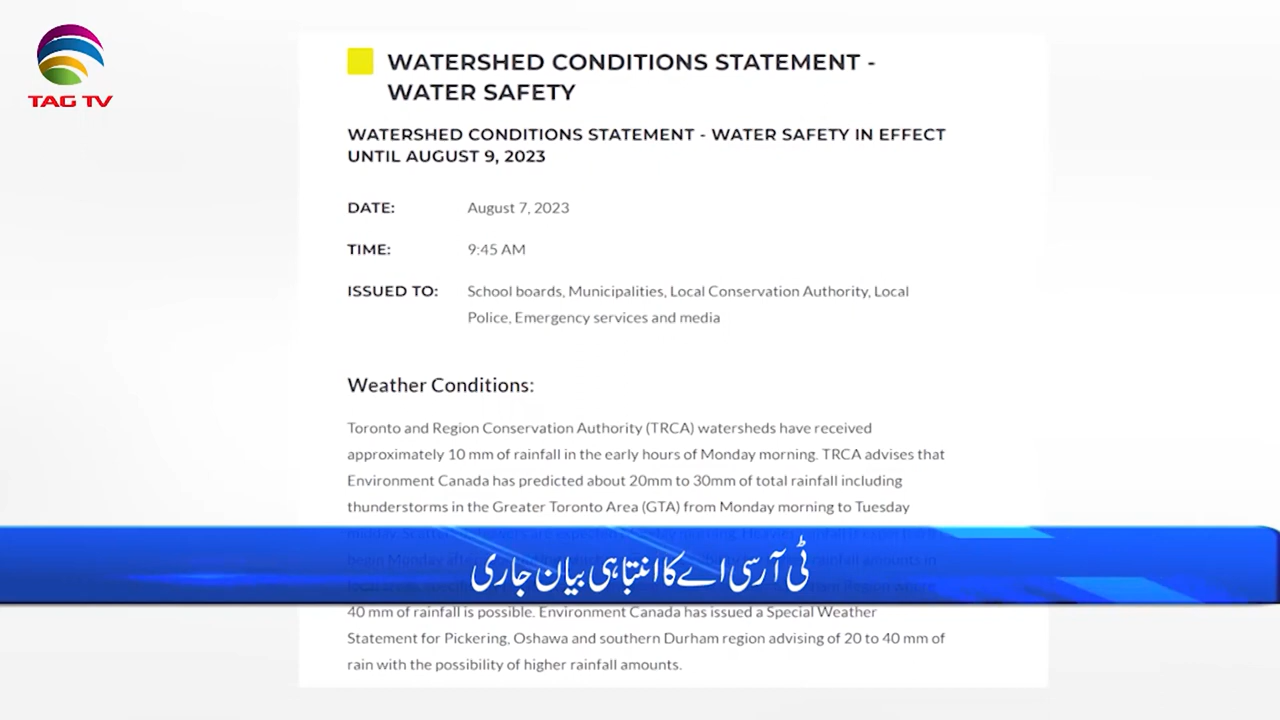 TAG TV
WATERSHED CONDITIONS STATEMENT -
WATER SAFETY
WATERSHED CONDITIONS STATEMENT - WATER SAFETY IN EFFECT
UNTIL AUGUST 9, 2023
DATE: August 7, 2023
TIME: 9:45 AM
ISSUED TO: School boards, Municipalities, Local Conservation Authority, Local
Police, Emergency services and media
Weather Conditions:
Toronto and Region Conservation Authority (TRCA) watersheds have received
approximately 10 mm of rainfall in the early hours of Monday morning. TRCA advises that
Environment Canada has predicted about 20mm to 30mm of total rainfall including
thunderstorms in the Greater Toronto Area (GTA) from Monday morning to Tuesday
ٹی آر سی اے کا انتباہی بیان جاری
40 mm of rainfall is possible. Environment Canada has issued a Special Weather
Statement for Pickering, Oshawa and southern Durham region advising of 20 to 40 mm of
rain with the possibility of higher rainfall amounts.